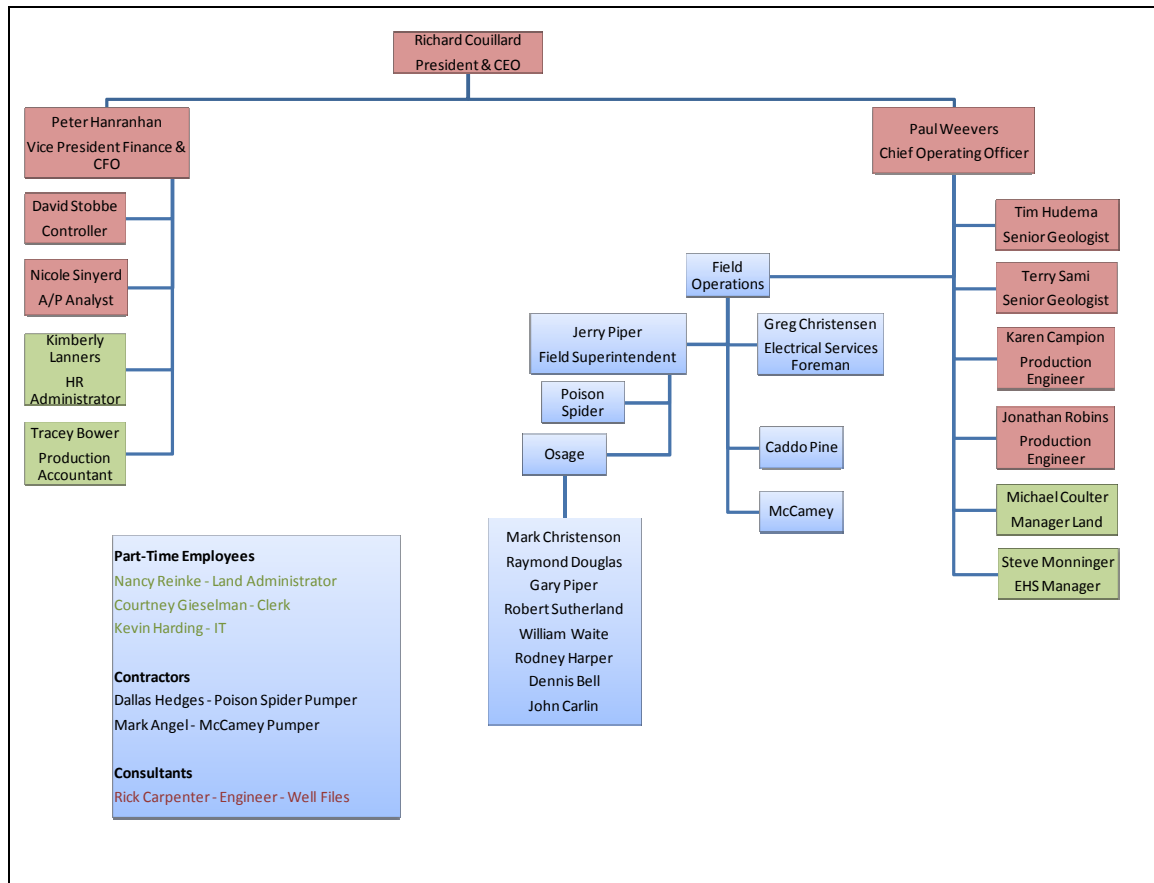 Richard Couillard
President & CEO
Peter Hanranhan
Vice President Finance &
CFO
Paul Weevers
Chief Operating Officer
David Stobbe
Controller
Nicole Sinyerd
A/P Analyst
Kimberly
Lanners
HR
Administrator
Tracey Bower
Production
Accountant
Field
Operations
Jerry Piper
Field Superintendent
Greg Christensen
Electrical Services
Foreman
Poison
Spider
Osage
Caddo Pine
McCamey
Mark Christenson
Raymond Douglas
Gary Piper
Robert Sutherland
William Waite
Rodney Harper
Dennis Bell
John Carlin
Tim Hudema
Senior Geologist
Terry Sami
Senior Geologist
Karen Campion
Production
Engineer
Jonathan Robins
Production
Engineer
Michael Coulter
Manager Land
Steve Monninger
EHS Manager
Part-Time Employees
Nancy Reinke - Land Administrator
Courtney Gieselman - Clerk
Kevin Harding - IT
Contractors
Dallas Hedges - Poison Spider Pumper
Mark Angel - McCamey Pumper
Consultants
Rick Carpenter - Engineer - Well Files